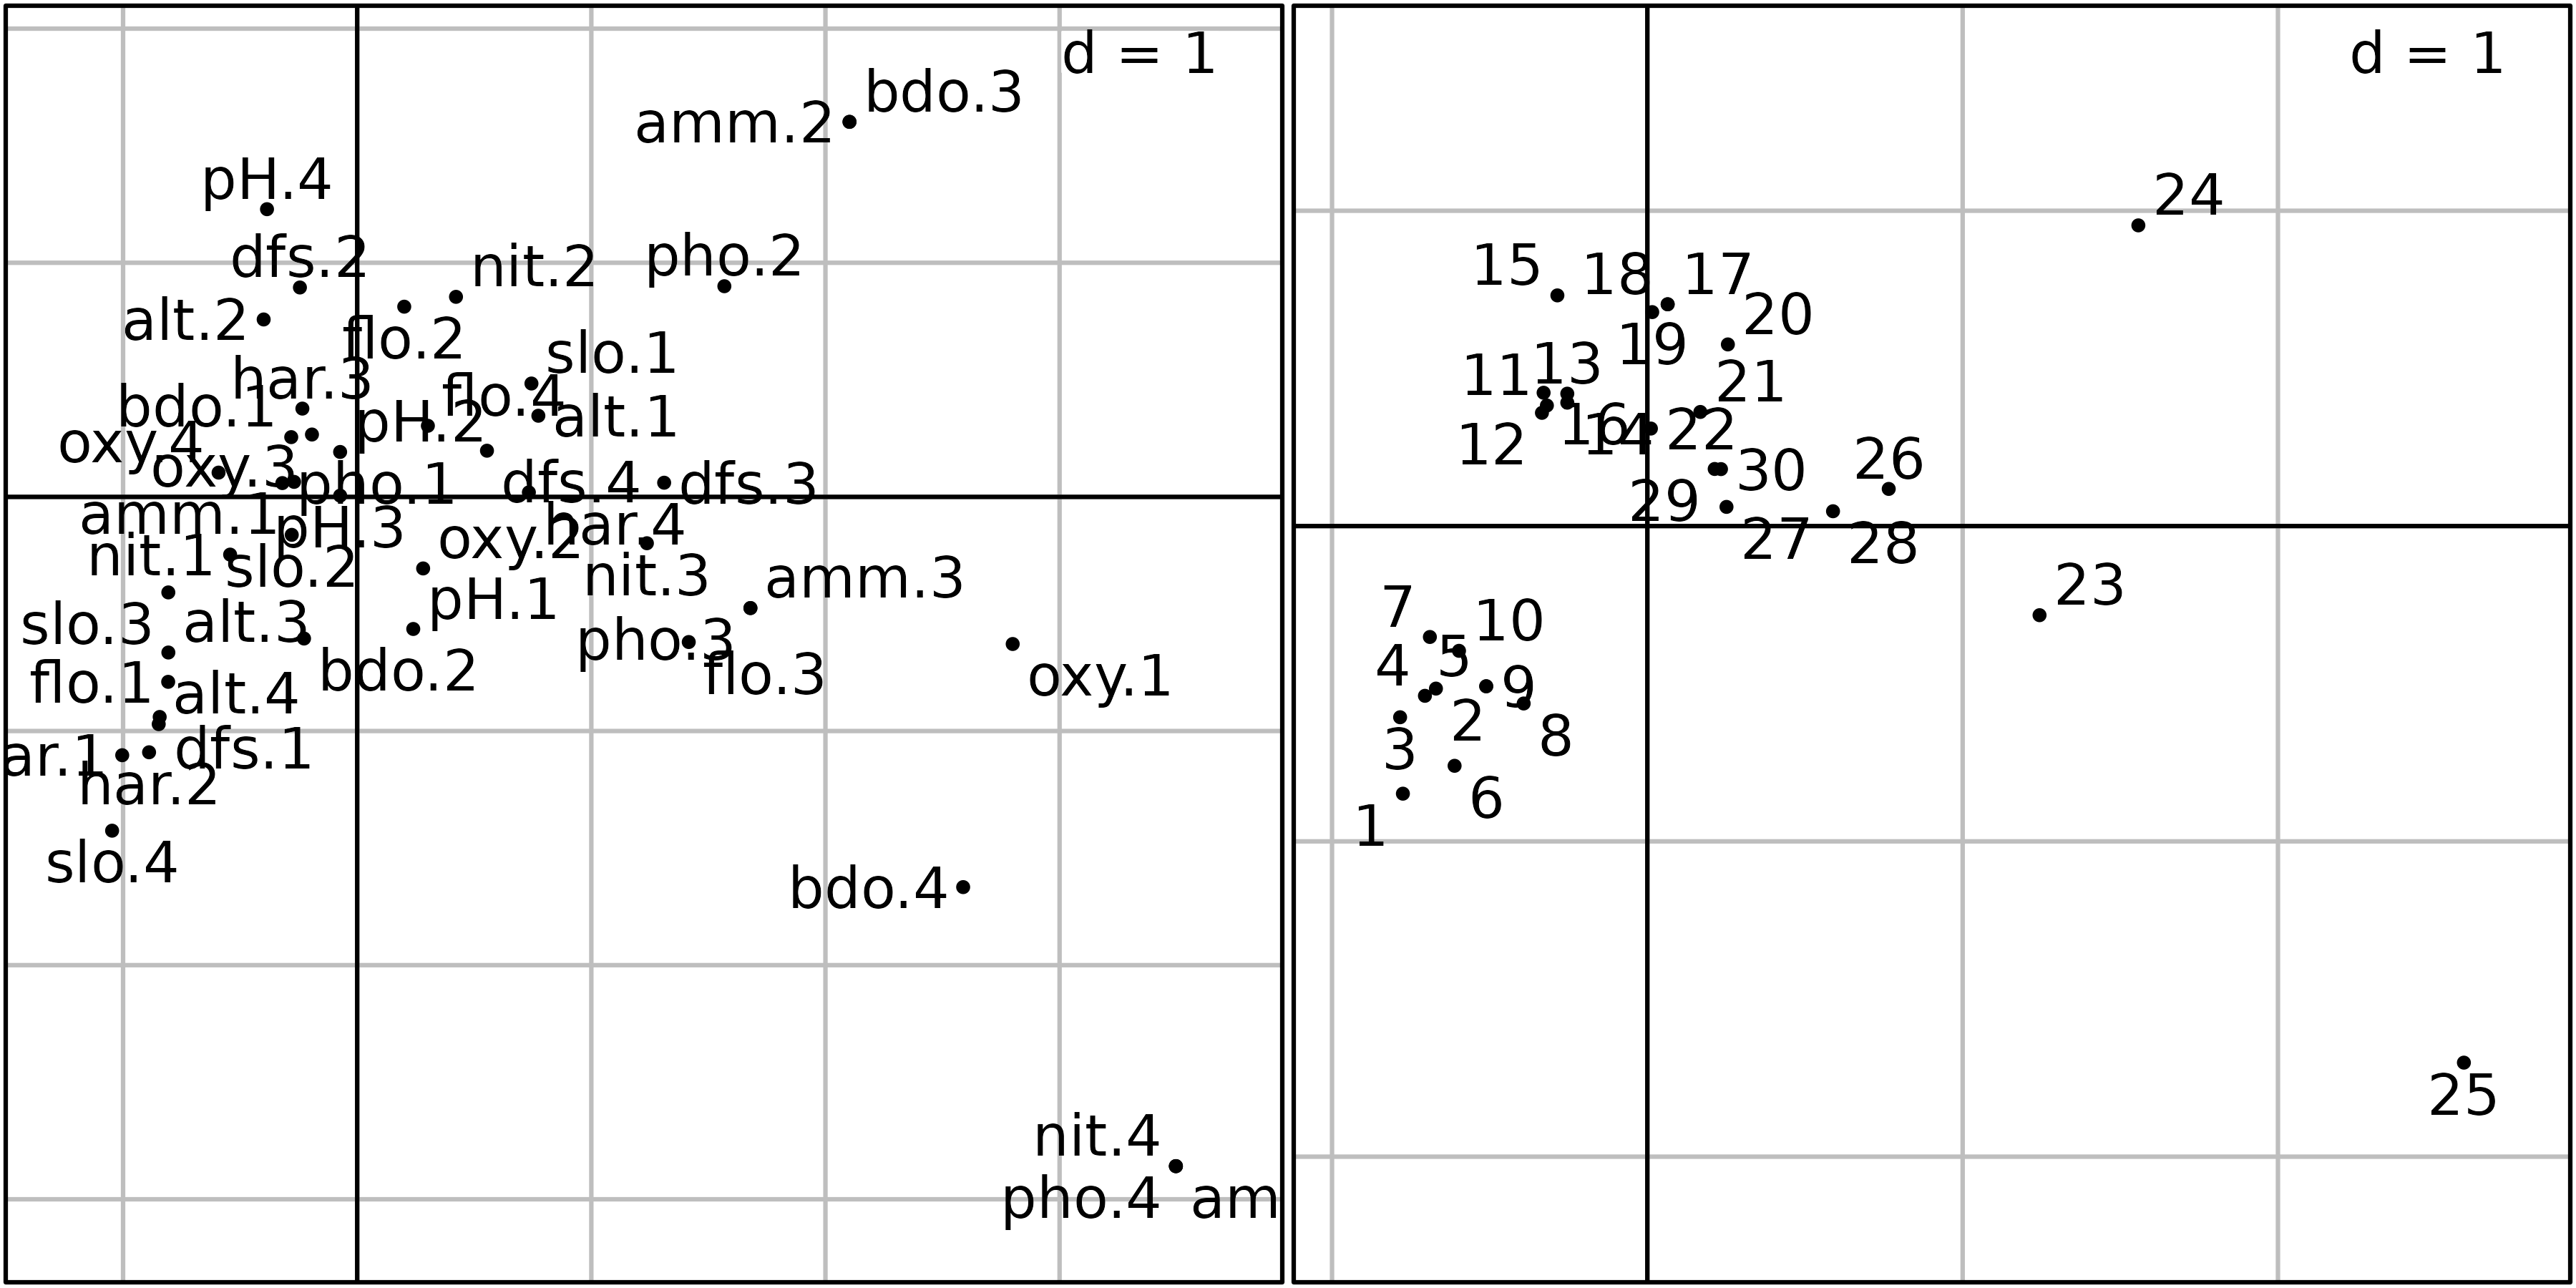 d = 1
bdo.3
amm.2
pH.4
dfs.2
nit.2
pho.2
alt.2
flo.2
slo.1
har.3
flo.4
bdo.1
pH.2
alt.1
oxy.4
oxy.3
pho.1
dfs.4
dfs.3
amm.1
pH.3
oxy.2
har.4
nit.1
slo.2
nit.3
amm.3
pH.1
slo.3
alt.3
pho.3
bdo.2
flo.3
oxy.1
flo.1
alt.4
ar.1
dfs.1
har.2
slo.4
bdo.4
nit.4
pho.4
am
d = 1
24
15
18
17
20
19
11
13
21
12
16
14
22
30
26
29
27
28
23
7
10
4
5
9
2
8
3
6
1
25